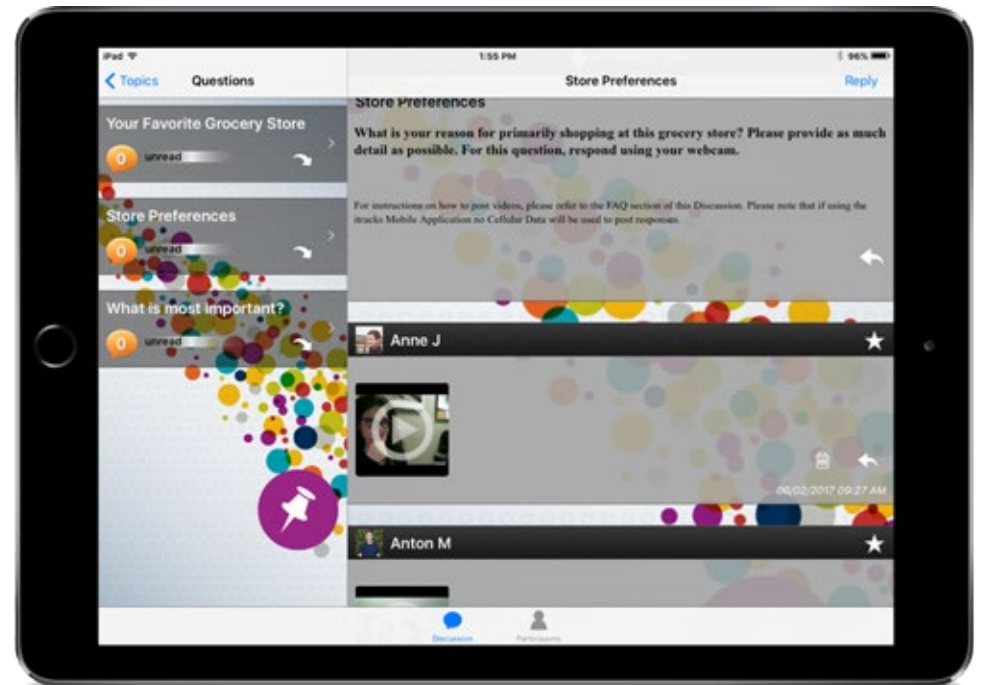 iPad
1:55 PM
96%
Topics
Questions
Store Preferences
Reply
Your Favorite Grocery Store
0
unread
Store Preferences
0
unread
What is most important?
0
unread
Store Preferences
What is your reason for primarily shopping at this grocery store? Please provide as much
detail as possible. For this question, respond using your webcam.
For instructions on how to post videos, please refer to the FAQ section of this Discussion. Please note that if using the
itracks Mobile Application no Cellular Data will be used to post responses.
Anne J
06/02/2017 09:27 AM
Anton M
Discussion
Participants